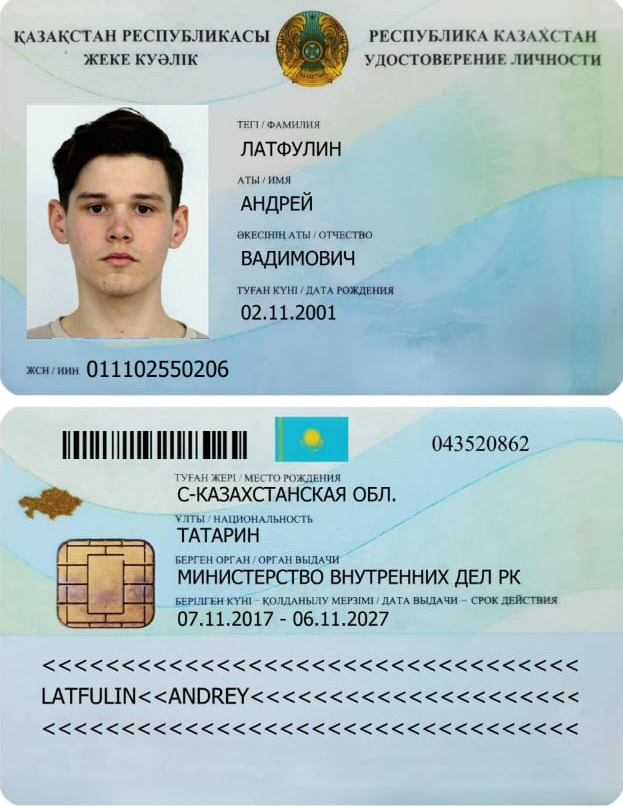 ҚАЗАҚСТАН РЕСПУБЛИКАСЫ
ЖЕКЕ КУӘЛІК
РЕСПУБЛИКА КАЗАХСТАН
УДОСТОВЕРЕНИЕ ЛИЧНОСТИ
ТЕГІ / ФАМИЛИЯ
ЛАТФУЛИН
АТЫ / ИМЯ
АНДРЕЙ
ӘКЕСІНІҢ АТЫ / ОТЧЕСТВО
ВАДИМОВИЧ
ТУҒАН КҮНІ / ДАТА РОЖДЕНИЯ
02.11.2001
ЖСН / ИИН 011102550206
043520862
ТУҒАН ЖЕРІ / МЕСТО РОЖДЕНИЯ
С-КАЗАХСТАНСКАЯ ОБЛ.
ҰЛТЫ / НАЦИОНАЛЬНОСТЬ
ТАТАРИН
БЕРГЕН ОРГАН / ОРГАН ВЫДАЧИ
МИНИСТЕРСТВО ВНУТРЕННИХ ДЕЛ РК
БЕРІЛГЕН КҮНІ - ҚОЛДАНЫЛУ МЕРЗІМІ / ДАТА ВЫДАЧИ – СРОК ДЕЙСТВИЯ
07.11.2017 - 06.11.2027
<<<<<<<<<<<<<<<<<<<<<<<<<<<<<<<<<<
LATFULIN<<ANDREY<<<<<<<<<<<<<<<<<<<<<
<<<<<<<<<<<<<<<<<<<<<<<<<<<<<<<<<<